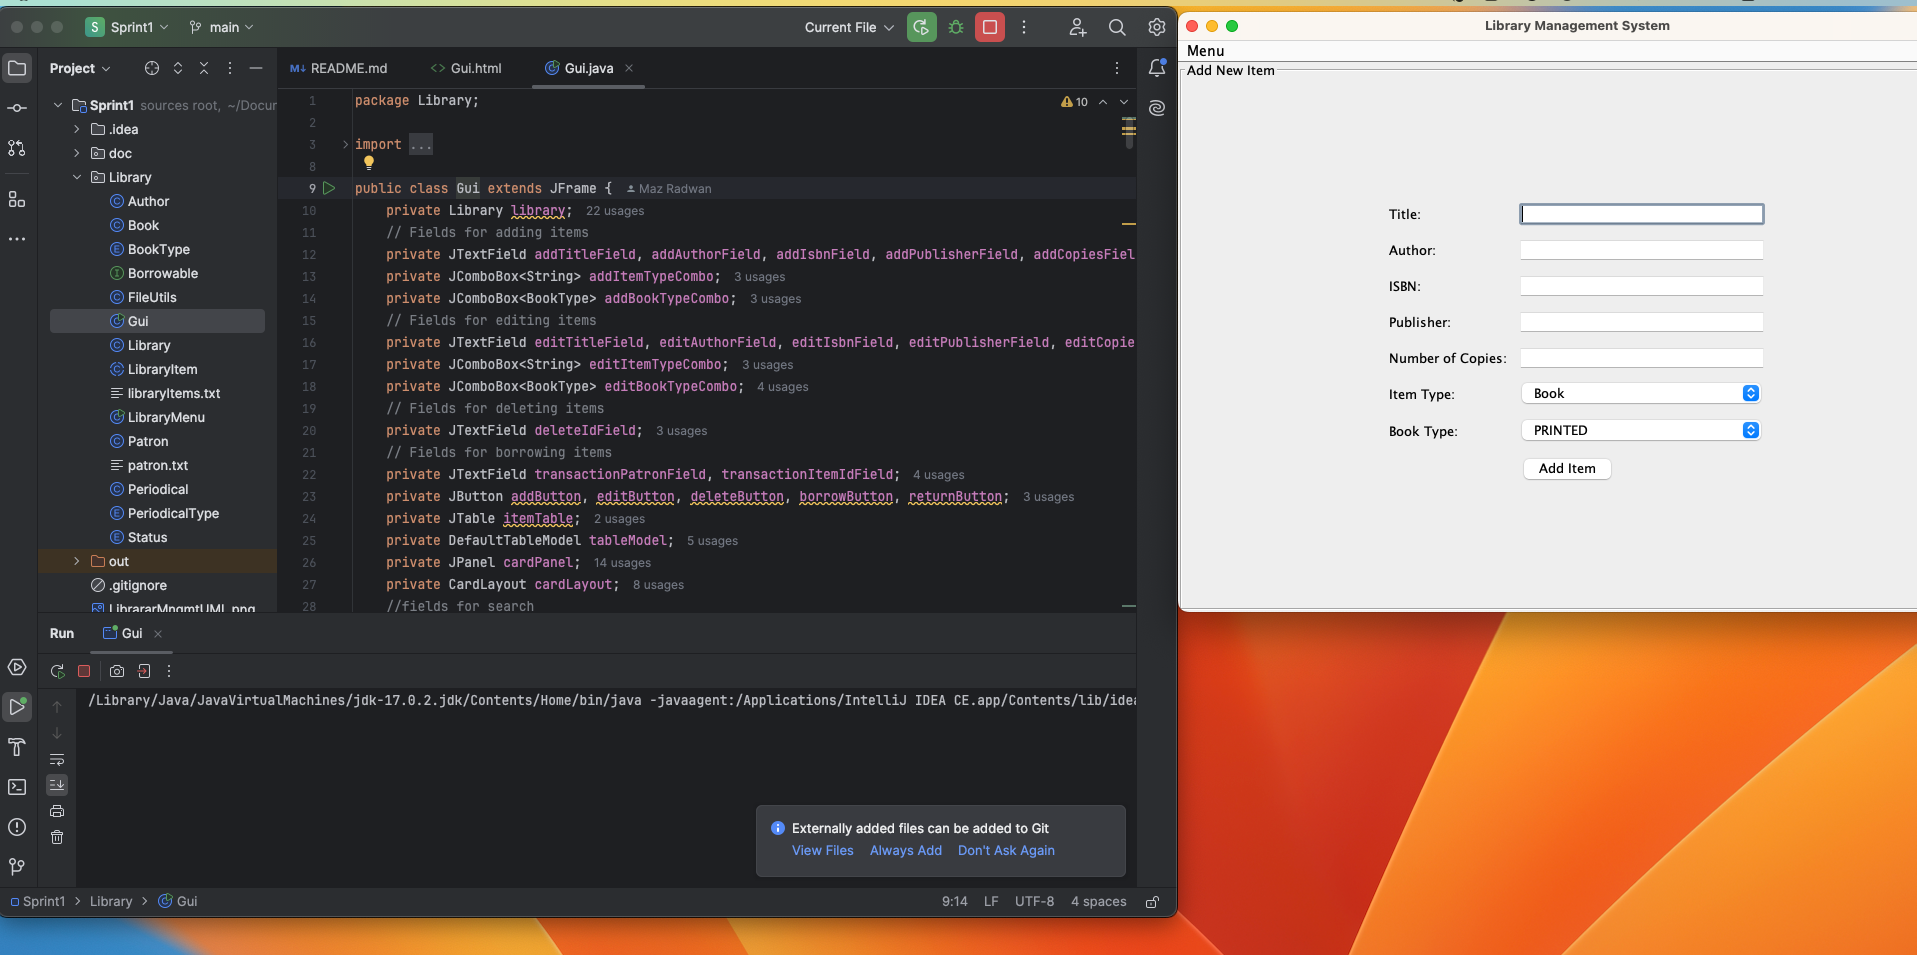 S Sprint1 main Current File
Project
README.md Gui.html Gui.java
Sprint1 sources root, ~/Docur
.idea
doc
Library
Author
Book
BookType
Borrowable
FileUtils
Gui
Library
LibraryItem
libraryItems.txt
LibraryMenu
Patron
patron.txt
Periodical
PeriodicalType
Status
out
.gitignore
LibrararMngmtUML.png
10
1 package Library;
2
3 import ...
8
9 public class Gui extends JFrame { Maz Radwan
10 private Library library; 22 usages
11 // Fields for adding items
12 private JTextField addTitleField, addAuthorField, addIsbnField, addPublisherField, addCopiesFiel
13 private JComboBox<String> addItemTypeCombo; 3 usages
14 private JComboBox<BookType> addBookTypeCombo; 3 usages
15 // Fields for editing items
16 private JTextField editTitleField, editAuthorField, editIsbnField, editPublisherField, editCopie
17 private JComboBox<String> editItemTypeCombo; 3 usages
18 private JComboBox<BookType> editBookTypeCombo; 4 usages
19 // Fields for deleting items
20 private JTextField deleteIdField; 3 usages
21 // Fields for borrowing items
22 private JTextField transactionPatronField, transactionItemIdField; 4 usages
23 private JButton addButton, editButton, deleteButton, borrowButton, returnButton; 3 usages
24 private JTable itemTable; 2 usages
25 private DefaultTableModel tableModel; 5 usages
26 private JPanel cardPanel; 14 usages
27 private CardLayout cardLayout; 8 usages
28 //fields for search
Run Gui
/Library/Java/JavaVirtualMachines/jdk-17.0.2.jdk/Contents/Home/bin/java -javaagent:/Applications/IntelliJ IDEA CE.app/Contents/lib/idea
Externally added files can be added to Git
View Files Always Add Don't Ask Again
Sprint1 > Library > Gui
9:14 LF UTF-8 4 spaces
Library Management System
Menu
Add New Item
Title:
Author:
ISBN:
Publisher:
Number of Copies:
Item Type: Book
Book Type: PRINTED
Add Item